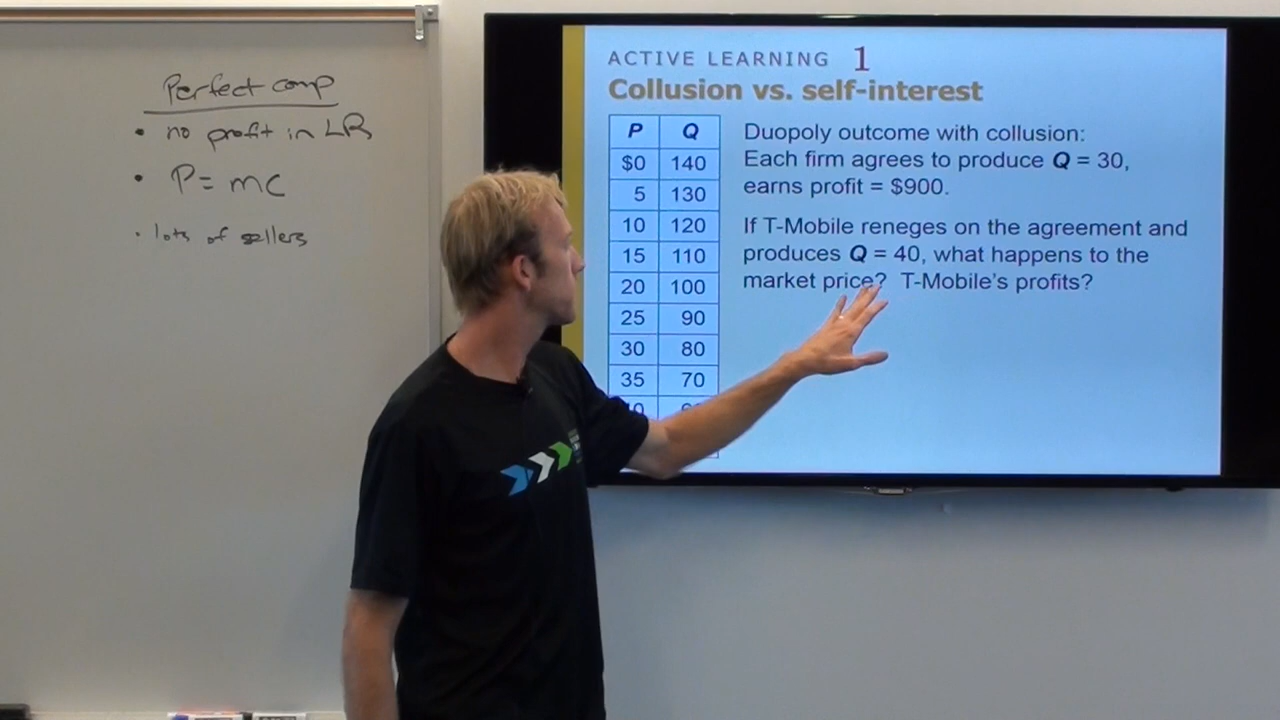 Perfect comp
• no profit in LR
• P = mc
• lots of sellers
ACTIVE LEARNING 1
Collusion vs. self-interest
P Q
$0 140
5 130
10 120
15 110
20 100
25 90
30 80
35 70
Duopoly outcome with collusion:
Each firm agrees to produce Q = 30,
earns profit = $900.
If T-Mobile reneges on the agreement and
produces Q = 40, what happens to the
market price? T-Mobile's profits?